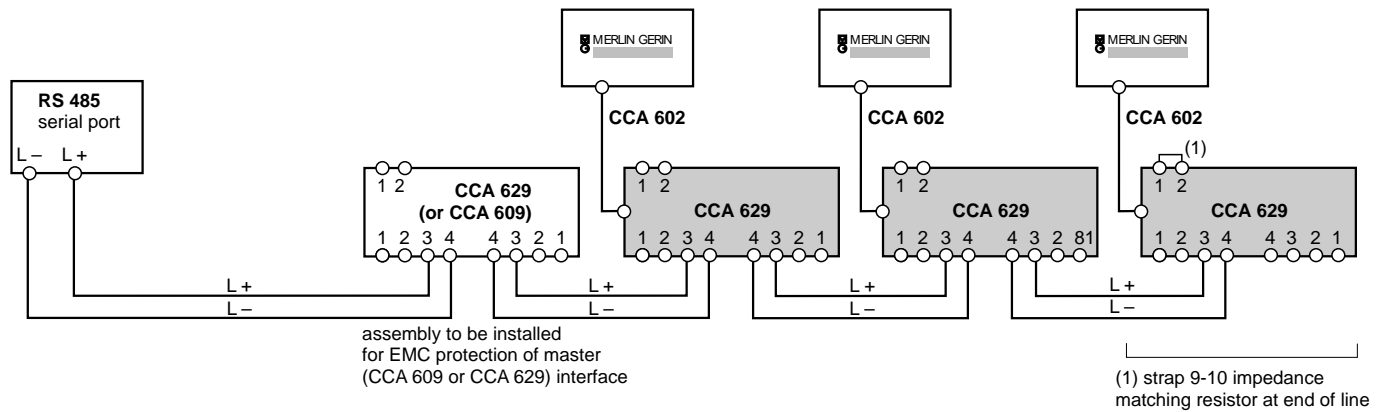 MERLIN GERIN
MERLIN GERIN
MERLIN GERIN
RS 485
serial port
L – L +
CCA 602
CCA 602
CCA 602
(1)
1 2
CCA 629
(or CCA 609)
1 2 3 4 4 3 2 1
1 2
CCA 629
1 2 3 4 4 3 2 1
1 2
CCA 629
1 2 3 4 4 3 2 81
1 2
CCA 629
1 2 3 4 4 3 2 1
L +
L –
L +
L –
L +
L –
L +
L –
assembly to be installed
for EMC protection of master
(CCA 609 or CCA 629) interface
(1) strap 9-10 impedance
matching resistor at end of line